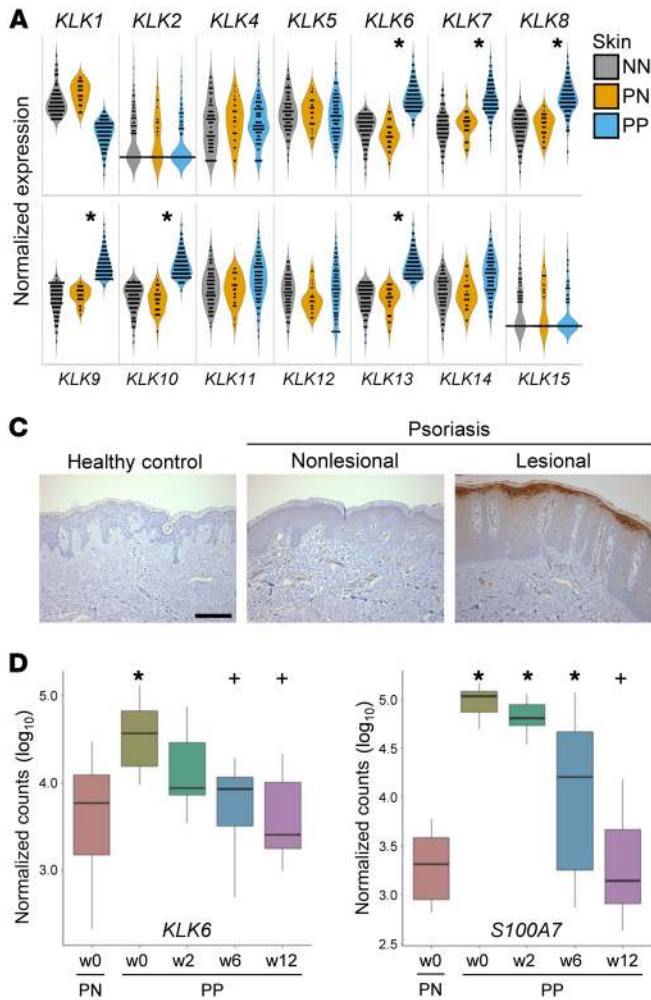 A
KLK1 KLK2 KLK4 KLK5 KLK6 KLK7 KLK8
* * *
Skin
NN
PN
PP
Normalized expression
* * *
KLK9 KLK10 KLK11 KLK12 KLK13 KLK14 KLK15
C
Psoriasis
Healthy control Nonlesional Lesional
D
Normalized counts (log10)
5.0
4.0
3.0
* + +
KLK6
w0 w0 w2 w6 w12
PN PP
Normalized counts (log10)
5.0
4.5
4.0
3.5
3.0
2.5
* * * +
S100A7
w0 w0 w2 w6 w12
PN PP